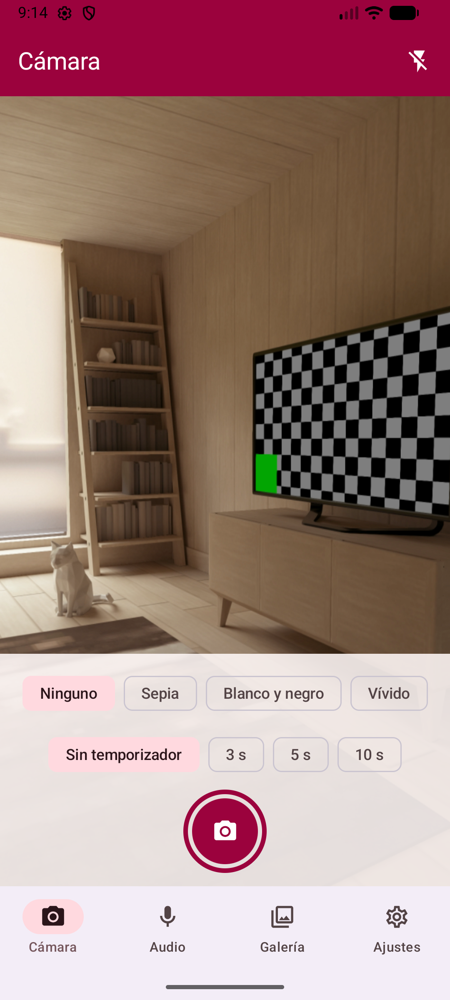 9:14
Cámara
Ninguno Sepia Blanco y negro Vívido
Sin temporizador 3 s 5 s 10 s
Cámara Audio Galería Ajustes